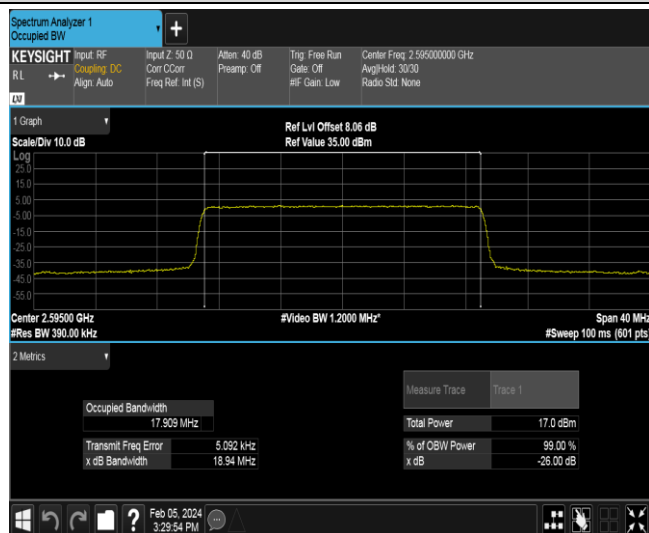 Spectrum Analyzer 1
Occupied BW
+
KEYSIGHT
RL
LXI
Input: RF
Coupling: DC
Align: Auto
Input Z: 50 Ω
Corr CCorr
Freq Ref: Int (S)
Atten: 40 dB
Preamp: Off
Trig: Free Run
Gate: Off
#IF Gain: Low
Center Freq: 2.595000000 GHz
Avg|Hold: 30/30
Radio Std: None
1 Graph
Scale/Div 10.0 dB
Ref Lvl Offset 8.06 dB
Ref Value 35.00 dBm
Log
25.0
15.0
5.00
-5.00
-15.0
-25.0
-35.0
-45.0
-55.0
Center 2.59500 GHz
#Res BW 390.00 kHz
#Video BW 1.2000 MHz*
Span 40 MHz
#Sweep 100 ms (601 pts)
2 Metrics
Measure Trace Trace 1
Occupied Bandwidth
17.909 MHz
Total Power 17.0 dBm
Transmit Freq Error 5.092 kHz
% of OBW Power 99.00 %
x dB Bandwidth 18.94 MHz
x dB -26.00 dB
?
Feb 05, 2024
3:29:54 PM